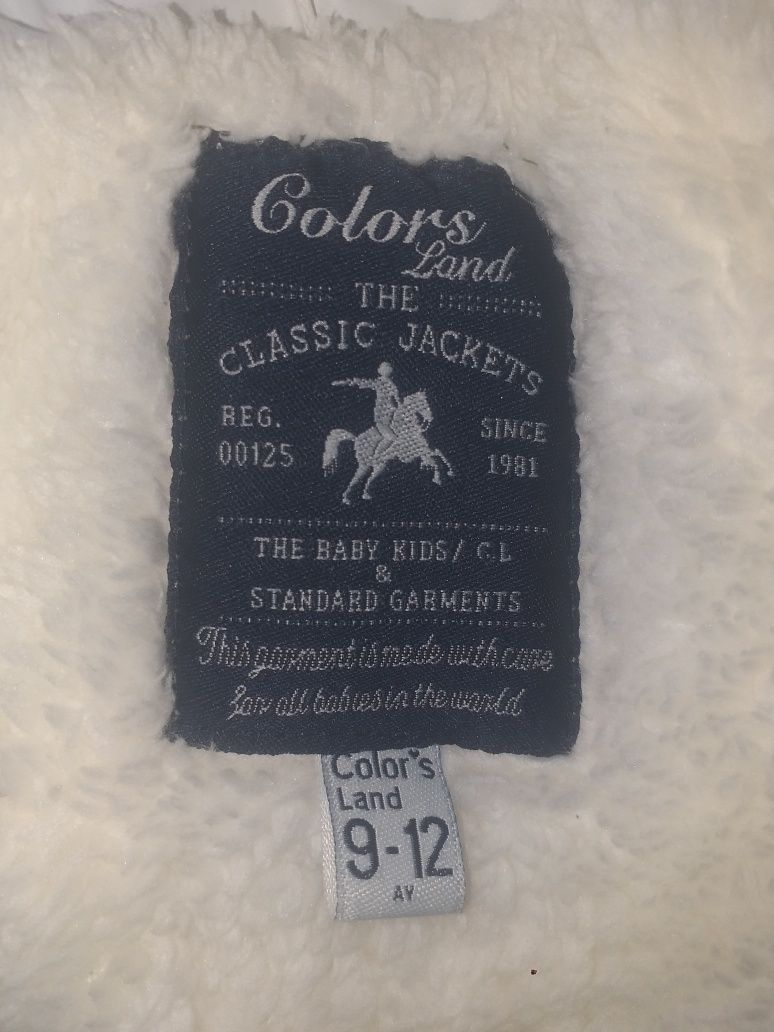 Colors
Land
THE
CLASSIC JACKETS
REG.
00125
SINCE
1981
THE BABY KIDS / C.L
&
STANDARD GARMENTS
This garment is made with care
for all babies in the world
Color's
Land
9-12
AY